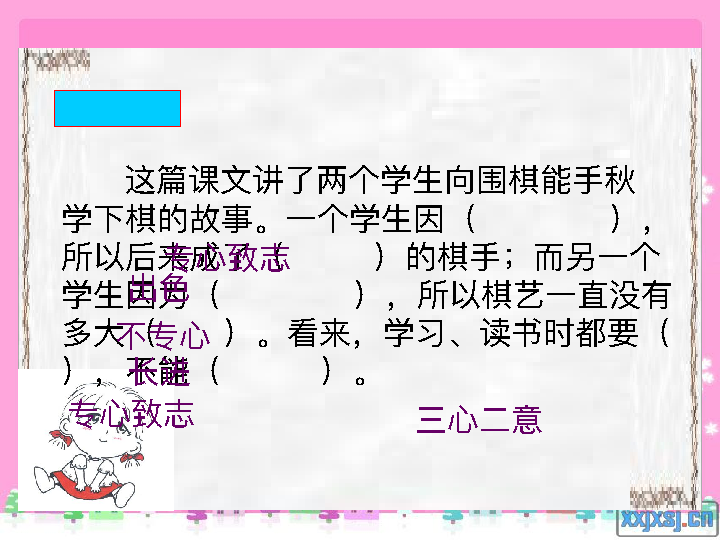 这篇课文讲了两个学生向围棋能手秋
学下棋的故事。一个学生因（　　　　），
所以后来成了（　　　）的棋手；而另一个
专心致志
学生因为（　　　　），所以棋艺一直没有
出色
多大（　　）。看来，学习、读书时都要（
不专心
），不能（　　　）。
长进
专心致志
三心二意
xxjxsj.cn